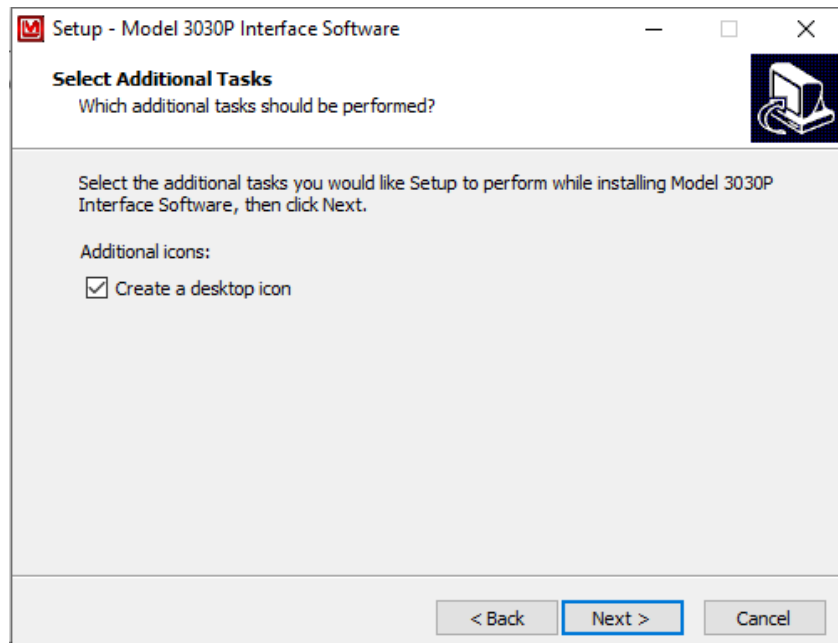 Setup - Model 3030P Interface Software
Select Additional Tasks
Which additional tasks should be performed?
Select the additional tasks you would like Setup to perform while installing Model 3030P
Interface Software, then click Next.
Additional icons:
Create a desktop icon
< Back
Next >
Cancel